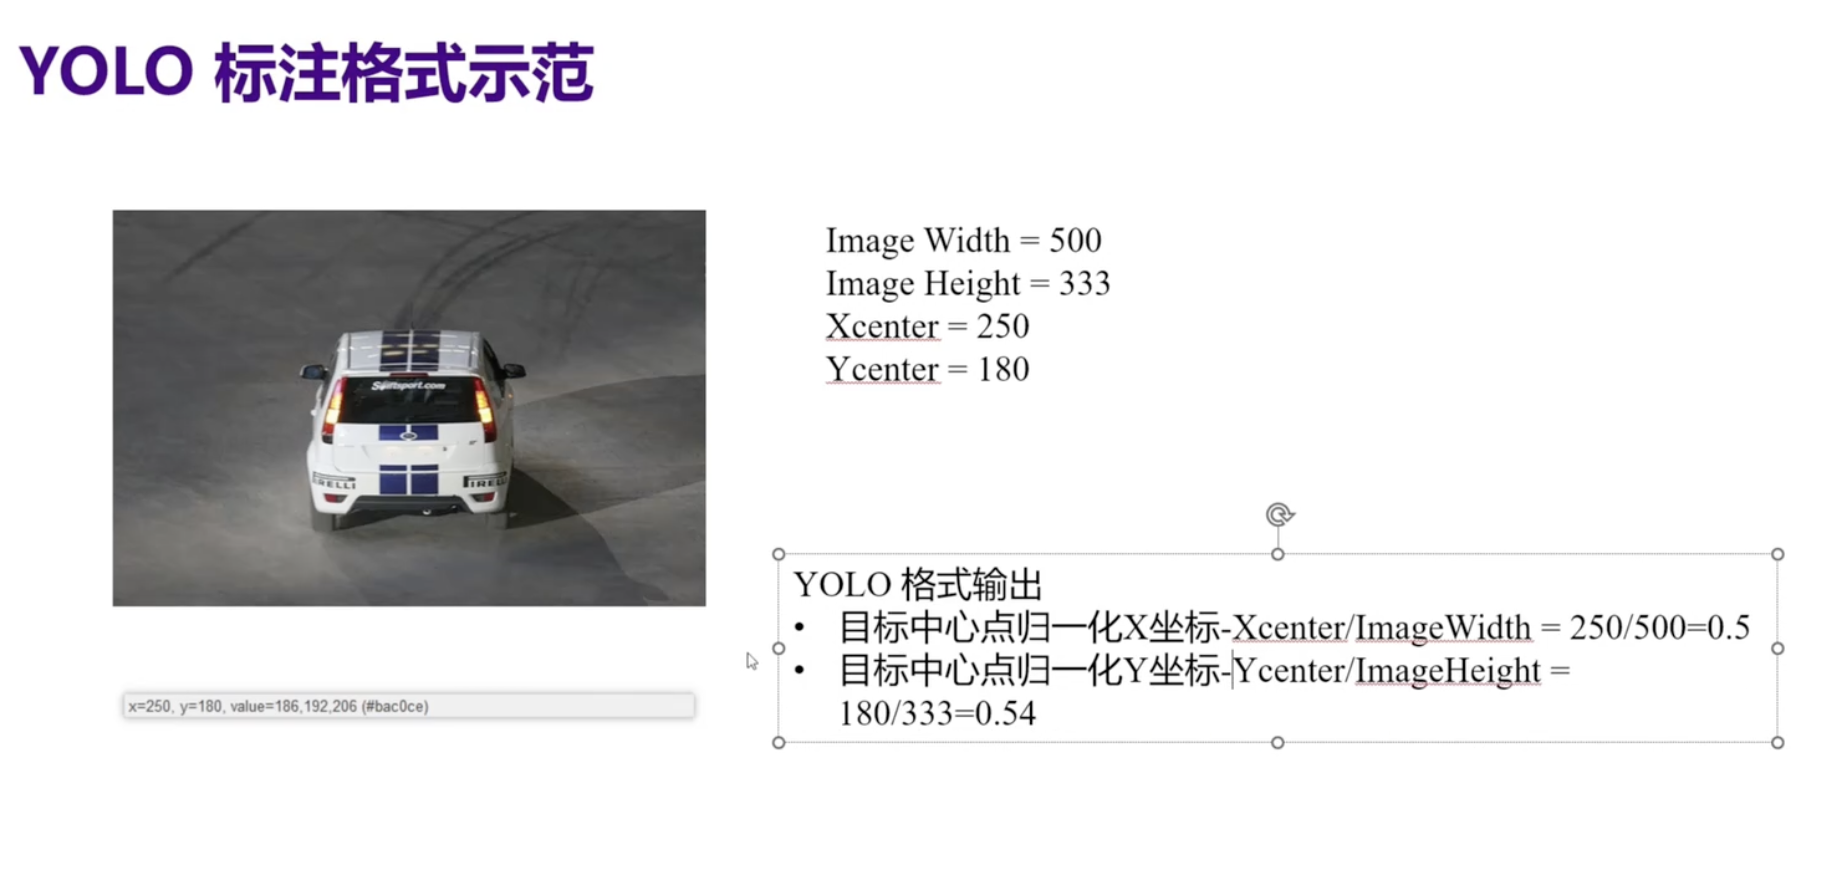 YOLO 标注格式示范
Image Width = 500
Image Height = 333
Xcenter = 250
Ycenter = 180
Swiftsport.com
IRELLI
IREL
YOLO 格式输出
• 目标中心点归一化X坐标-Xcenter/ImageWidth = 250/500=0.5
• 目标中心点归一化Y坐标-Ycenter/ImageHeight =
180/333=0.54
x=250, y=180, value=186,192,206 (#bac0ce)